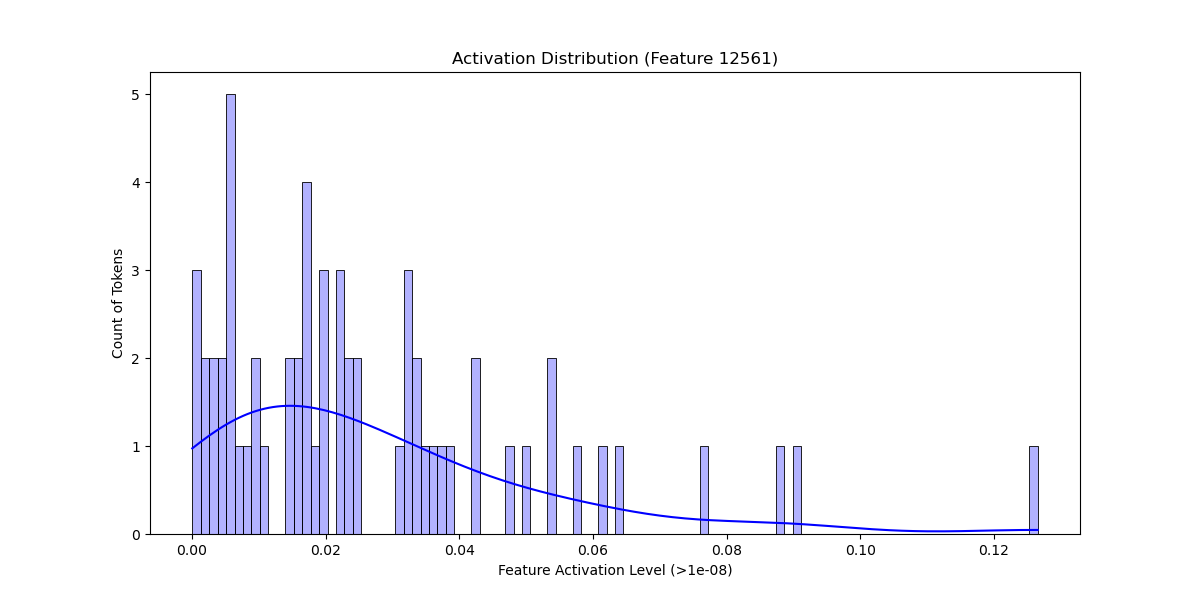 Activation Distribution (Feature 12561)
5
4
3
2
1
0
Count of Tokens
0.00 0.02 0.04 0.06 0.08 0.10 0.12
Feature Activation Level (>1e-08)